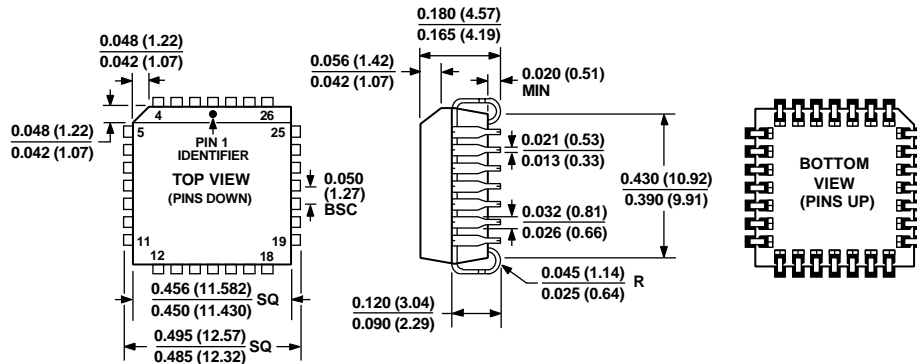 0.048 (1.22)
0.042 (1.07)
0.048 (1.22)
0.042 (1.07)
4
26
5
25
PIN 1
IDENTIFIER
TOP VIEW
(PINS DOWN)
11
19
12
18
0.050
(1.27)
BSC
0.456 (11.582)
0.450 (11.430)
SQ
0.495 (12.57)
0.485 (12.32)
SQ
0.180 (4.57)
0.165 (4.19)
0.056 (1.42)
0.042 (1.07)
0.020 (0.51)
MIN
0.021 (0.53)
0.013 (0.33)
0.032 (0.81)
0.026 (0.66)
0.430 (10.92)
0.390 (9.91)
0.045 (1.14)
0.025 (0.64)
R
0.120 (3.04)
0.090 (2.29)
BOTTOM
VIEW
(PINS UP)